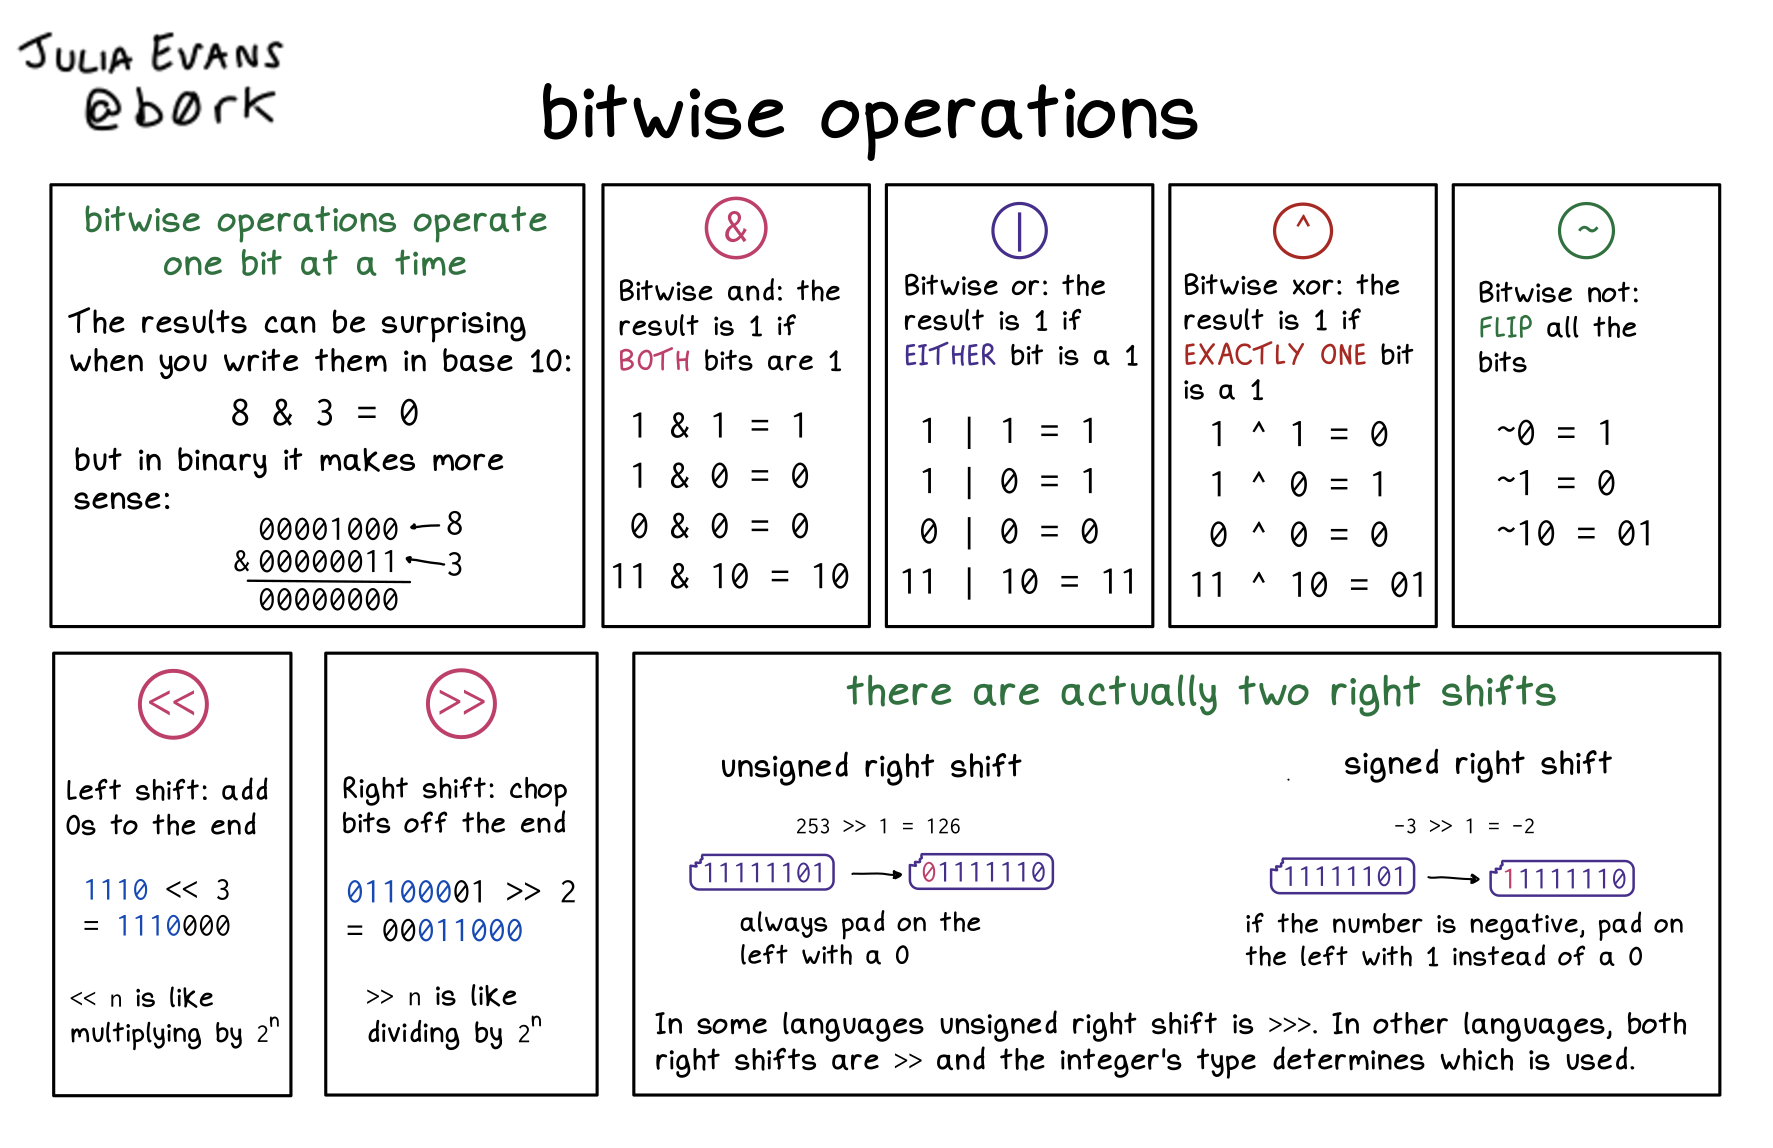 JULIA EVANS
@b0rk
bitwise operations
bitwise operations operate
one bit at a time
The results can be surprising
when you write them in base 10:
8 & 3 = 0
but in binary it makes more
sense:
00001000 ← 8
& 00000011 ← 3
00000000
&
Bitwise and: the
result is 1 if
BOTH bits are 1
1 & 1 = 1
1 & 0 = 0
0 & 0 = 0
11 & 10 = 10
|
Bitwise or: the
result is 1 if
EITHER bit is a 1
1 | 1 = 1
1 | 0 = 1
0 | 0 = 0
11 | 10 = 11
^
Bitwise xor: the
result is 1 if
EXACTLY ONE bit
is a 1
1 ^ 1 = 0
1 ^ 0 = 1
0 ^ 0 = 0
11 ^ 10 = 01
~
Bitwise not:
FLIP all the
bits
~0 = 1
~1 = 0
~10 = 01
<<
Left shift: add
0s to the end
1110 << 3
= 1110000
<< n is like
multiplying by 2ⁿ
>>
Right shift: chop
bits off the end
01100001 >> 2
= 00011000
>> n is like
dividing by 2ⁿ
there are actually two right shifts
unsigned right shift
253 >> 1 = 126
11111101 → 01111110
always pad on the
left with a 0
signed right shift
-3 >> 1 = -2
11111101 → 11111110
if the number is negative, pad on
the left with 1 instead of a 0
In some languages unsigned right shift is >>>. In other languages, both
right shifts are >> and the integer's type determines which is used.